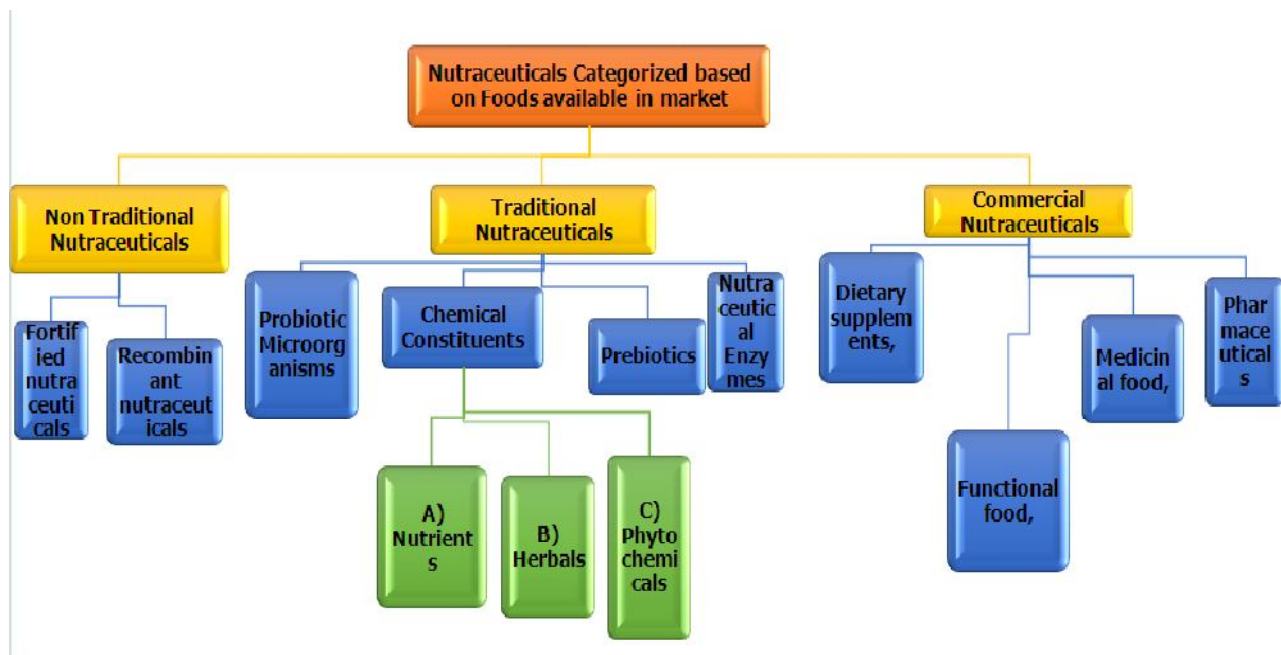 Nutraceuticals Categorized based
on Foods available in market
Non Traditional
Nutraceuticals
Traditional
Nutraceuticals
Commercial
Nutraceuticals
Fortif
ied
nutra
ceuti
cals
Recombin
ant
nutraceut
icals
Probiotic
Microorg
anisms
Chemical
Constituents
Prebiotics
Nutra
ceutic
al
Enzy
mes
Dietary
supplem
ents,
Functional
food,
Medicin
al food,
Phar
mace
utical
s
A)
Nutrient
s
B)
Herbals
C)
Phyto
chemi
cals